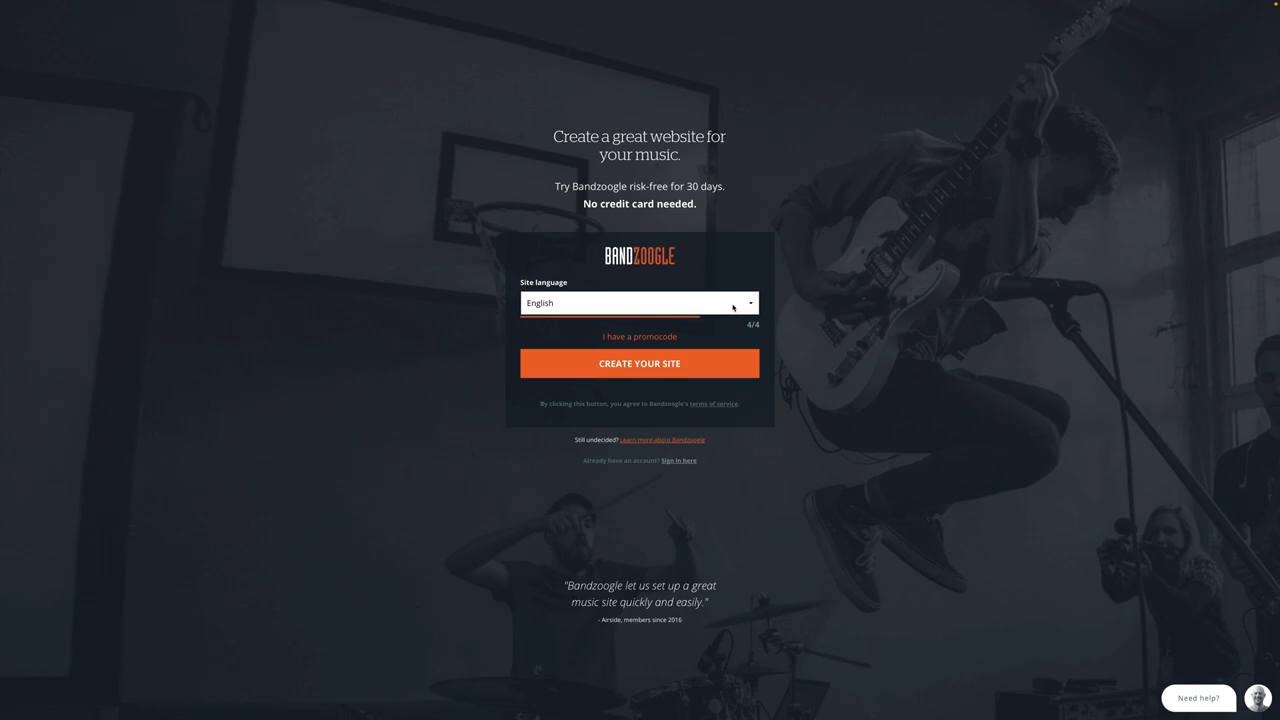 Create a great website for
your music.
Try Bandzoogle risk-free for 30 days.
No credit card needed.
BANDZOOGLE
Site language
English
4/4
I have a promocode
CREATE YOUR SITE
By clicking this button, you agree to Bandzoogle's terms of service.
Still undecided? Learn more about Bandzoogle
Already have an account? Sign in here
"Bandzoogle let us set up a great
music site quickly and easily."
- Airside, members since 2016
Need help?